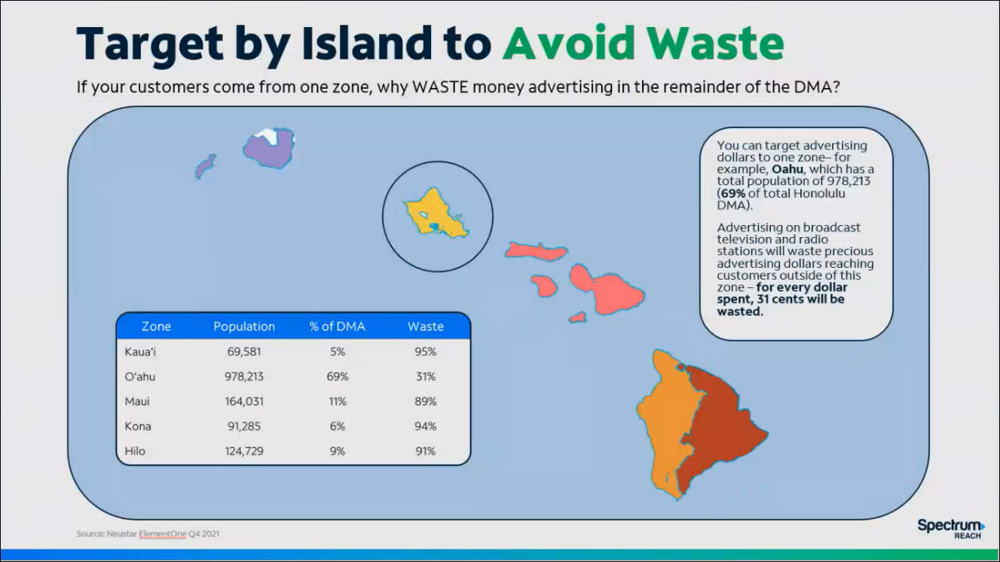 Target by Island to Avoid Waste
If your customers come from one zone, why WASTE money advertising in the remainder of the DMA?
You can target advertising
dollars to one zone– for
example, Oahu, which has a
total population of 978,213
(69% of total Honolulu
DMA).
Advertising on broadcast
television and radio
stations will waste precious
advertising dollars reaching
customers outside of this
zone – for every dollar
spent, 31 cents will be
wasted.
Zone Population % of DMA Waste
Kauaʻi 69,581 5% 95%
Oʻahu 978,213 69% 31%
Maui 164,031 11% 89%
Kona 91,285 6% 94%
Hilo 124,729 9% 91%
Source: Neustar ElementOne Q4 2021
Spectrum
REACH